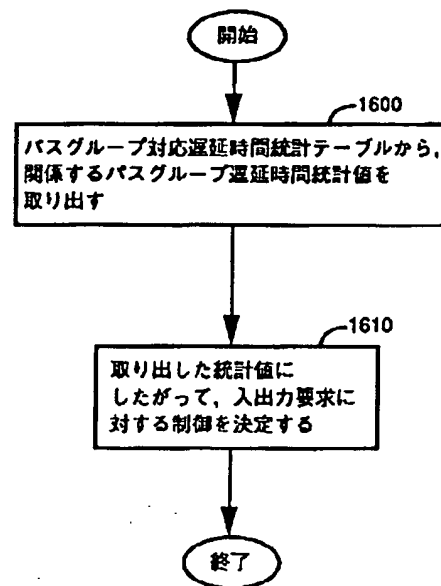 開始
1600
パスグループ対応遅延時間統計テーブルから，
関係するパスグループ遅延時間統計値を
取り出す
1610
取り出した統計値に
したがって，入出力要求に
対する制御を決定する
終了